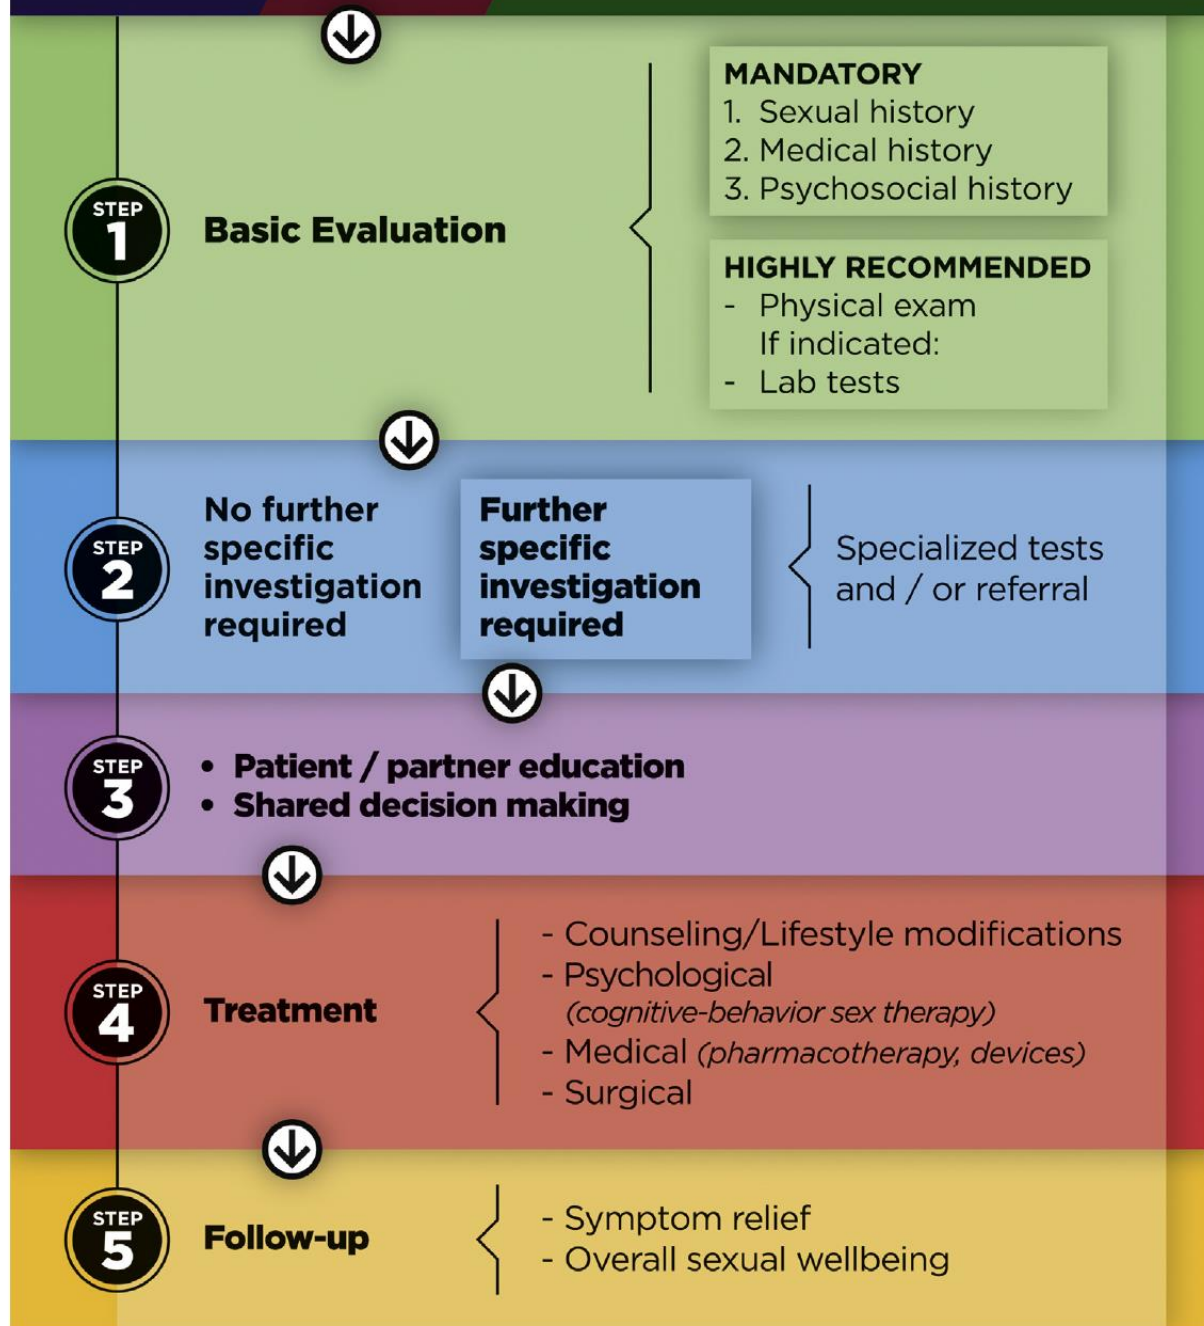 MANDATORY
1. Sexual history
2. Medical history
3. Psychosocial history
STEP
1
Basic Evaluation
HIGHLY RECOMMENDED
- Physical exam
If indicated:
- Lab tests
STEP
2
No further
specific
investigation
required
Further
specific
investigation
required
Specialized tests
and / or referral
STEP
3
• Patient / partner education
• Shared decision making
STEP
4
Treatment
- Counseling/Lifestyle modifications
- Psychological
(cognitive-behavior sex therapy)
- Medical (pharmacotherapy, devices)
- Surgical
STEP
5
Follow-up
- Symptom relief
- Overall sexual wellbeing